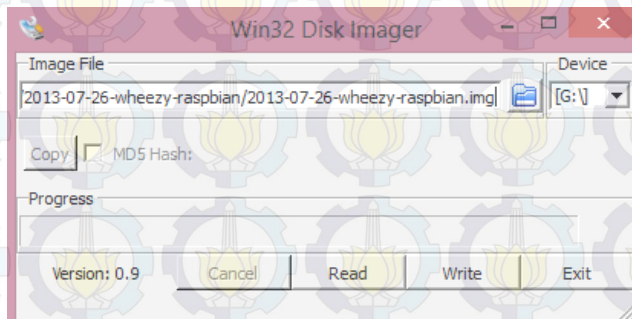 Win32 Disk Imager
Image File
Device
/2013-07-26-wheezy-raspbian/2013-07-26-wheezy-raspbian.img
[G:\]
Copy MD5 Hash:
Progress
Version: 0.9 Cancel Read Write Exit